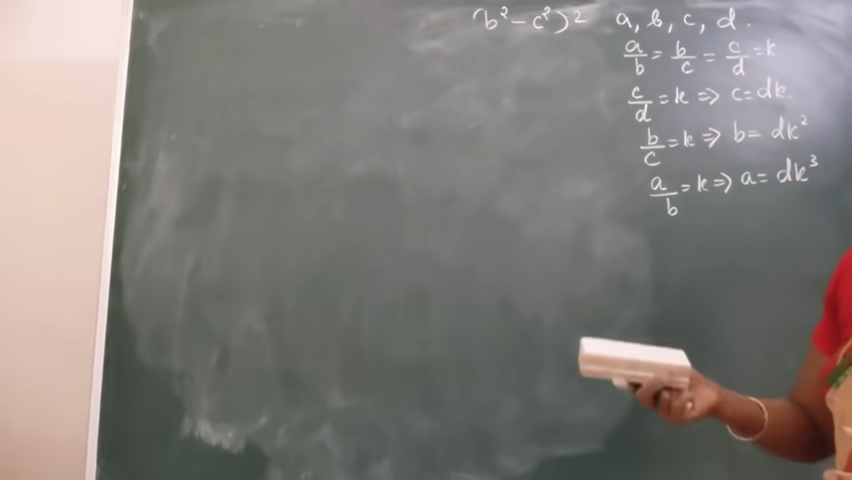 (b² - c²)² a, b, c, d.
a/b = b/c = c/d = k
c/d = k ⇒ c = dk.
b/c = k ⇒ b = dk²
a/b = k ⇒ a = dk³